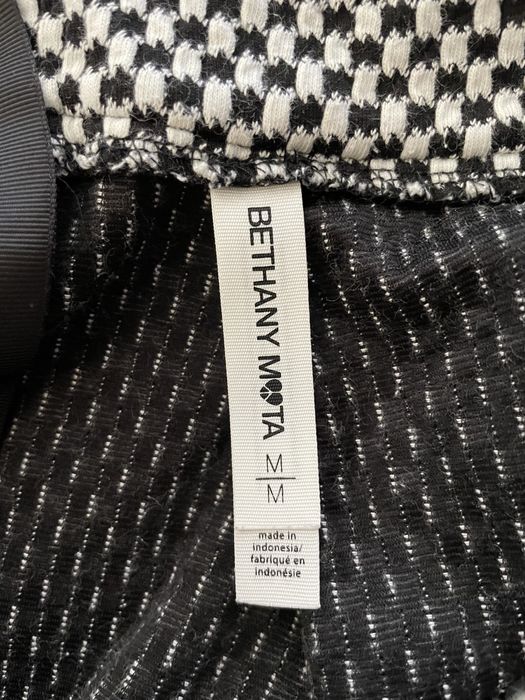 BETHANY MOTA
M
M
made in
indonesia/
fabriqué en
indonésie